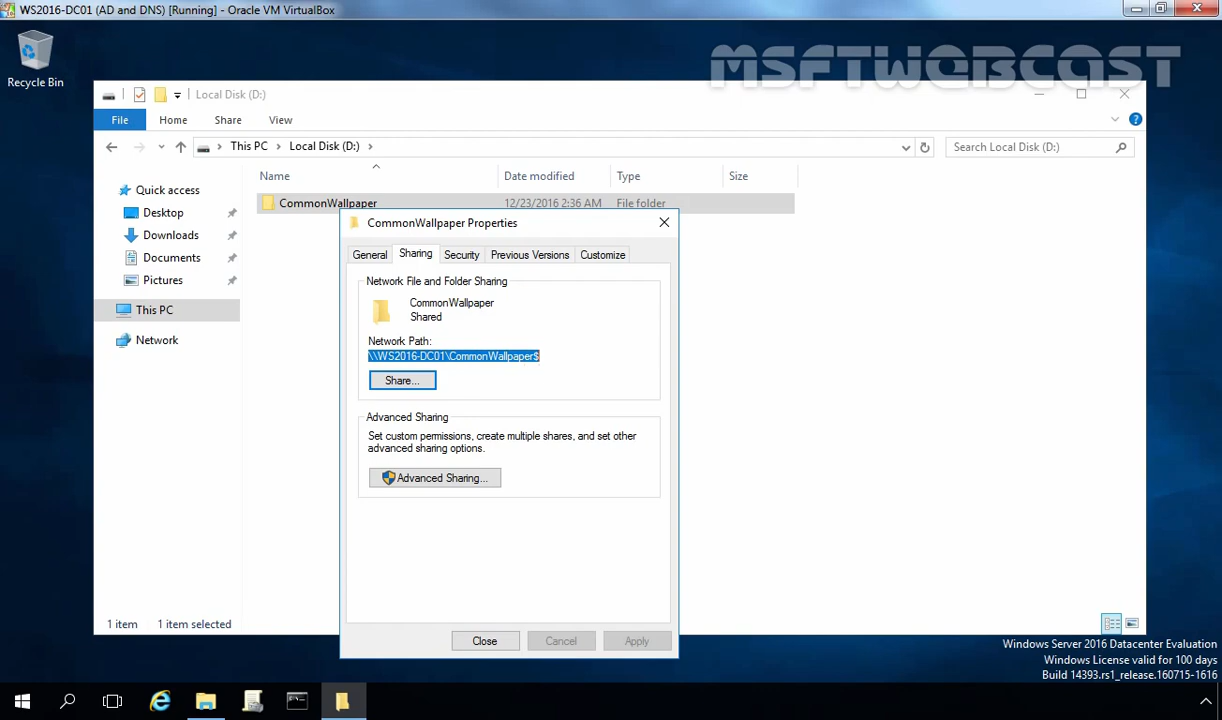 WS2016-DC01 (AD and DNS) [Running] - Oracle VM VirtualBox
MSFTWEBCAST
Recycle Bin
Local Disk (D:)
File Home Share View
This PC Local Disk (D:)
Search Local Disk (D:)
Name Date modified Type Size
Quick access
Desktop
Downloads
Documents
Pictures
This PC
Network
CommonWallpaper 12/23/2016 2:36 AM File folder
CommonWallpaper Properties
General Sharing Security Previous Versions Customize
Network File and Folder Sharing
CommonWallpaper
Shared
Network Path:
\\WS2016-DC01\CommonWallpaper$
Share...
Advanced Sharing
Set custom permissions, create multiple shares, and set other
advanced sharing options.
Advanced Sharing...
Close Cancel Apply
1 item 1 item selected
Windows Server 2016 Datacenter Evaluation
Windows License valid for 100 days
Build 14393.rs1_release.160715-1616